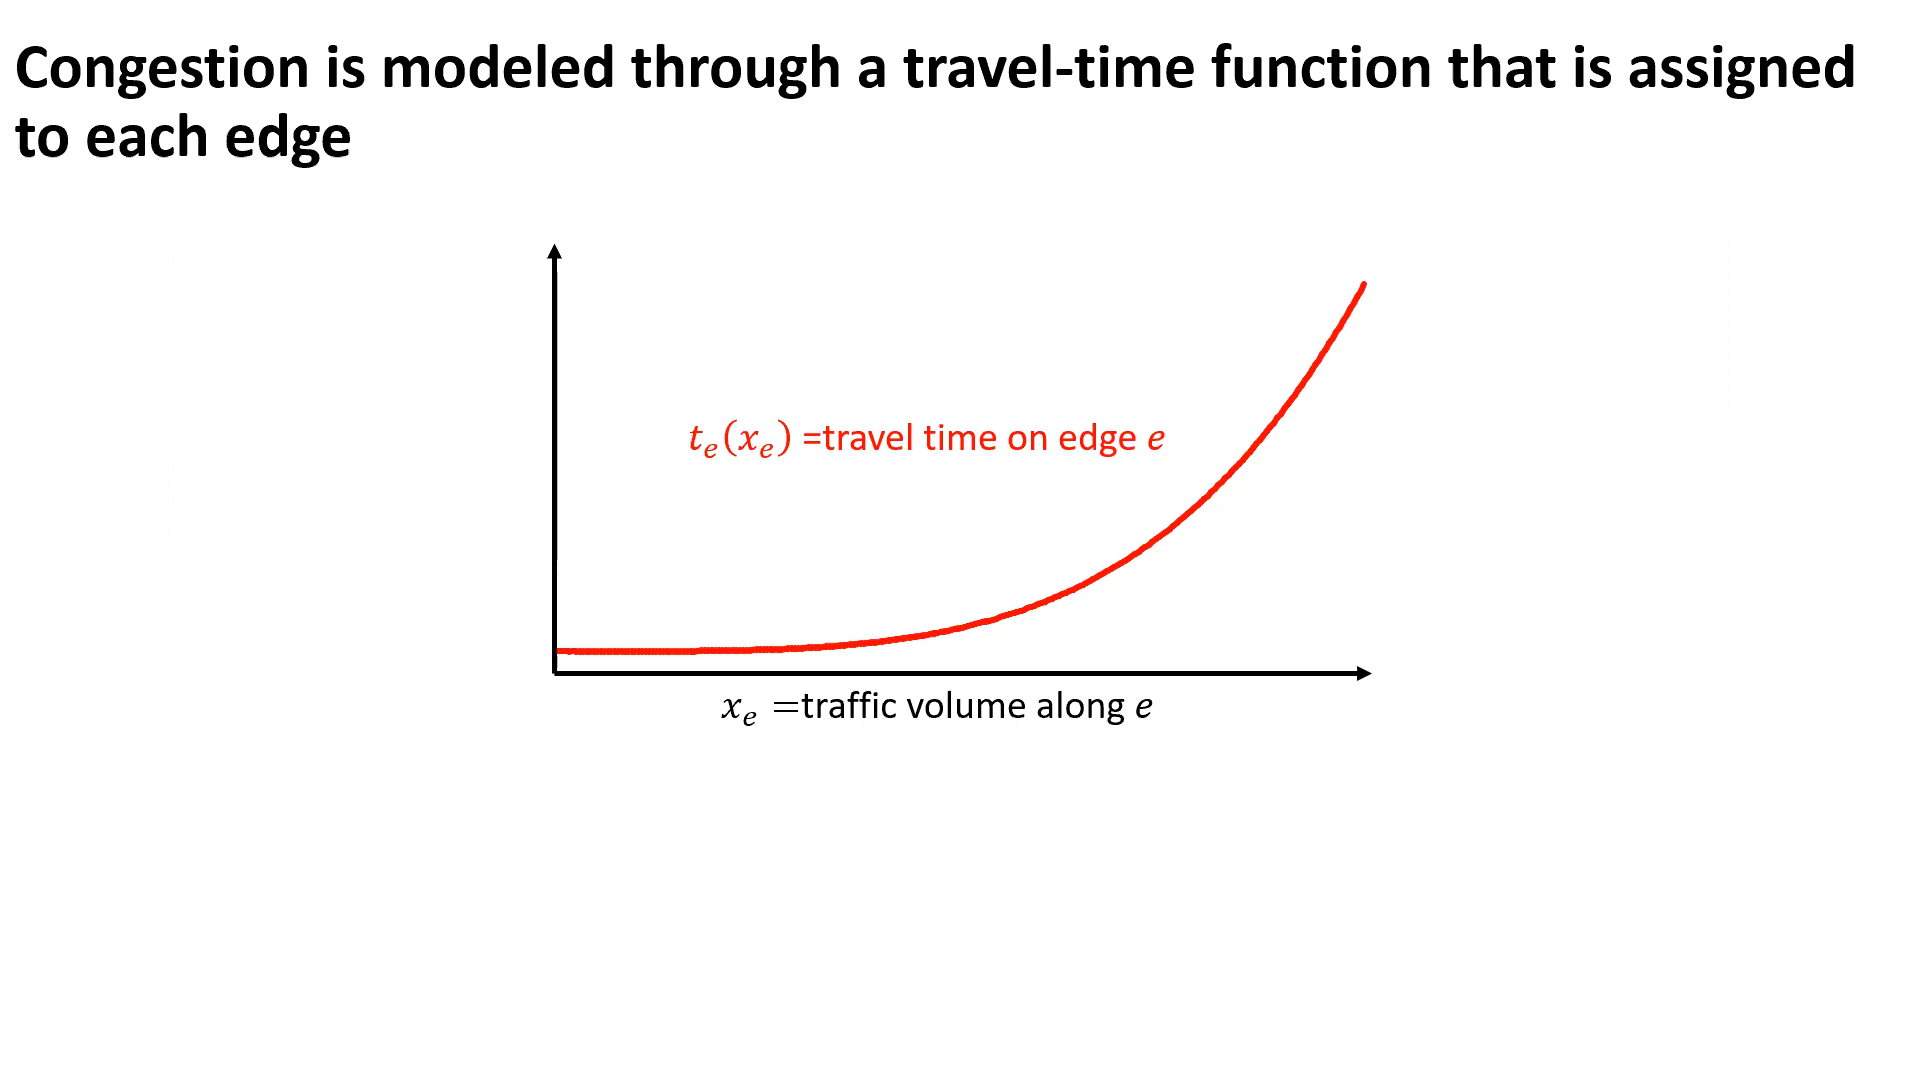 Congestion is modeled through a travel-time function that is assigned
to each edge
tₑ(xₑ) =travel time on edge e
xₑ =traffic volume along e